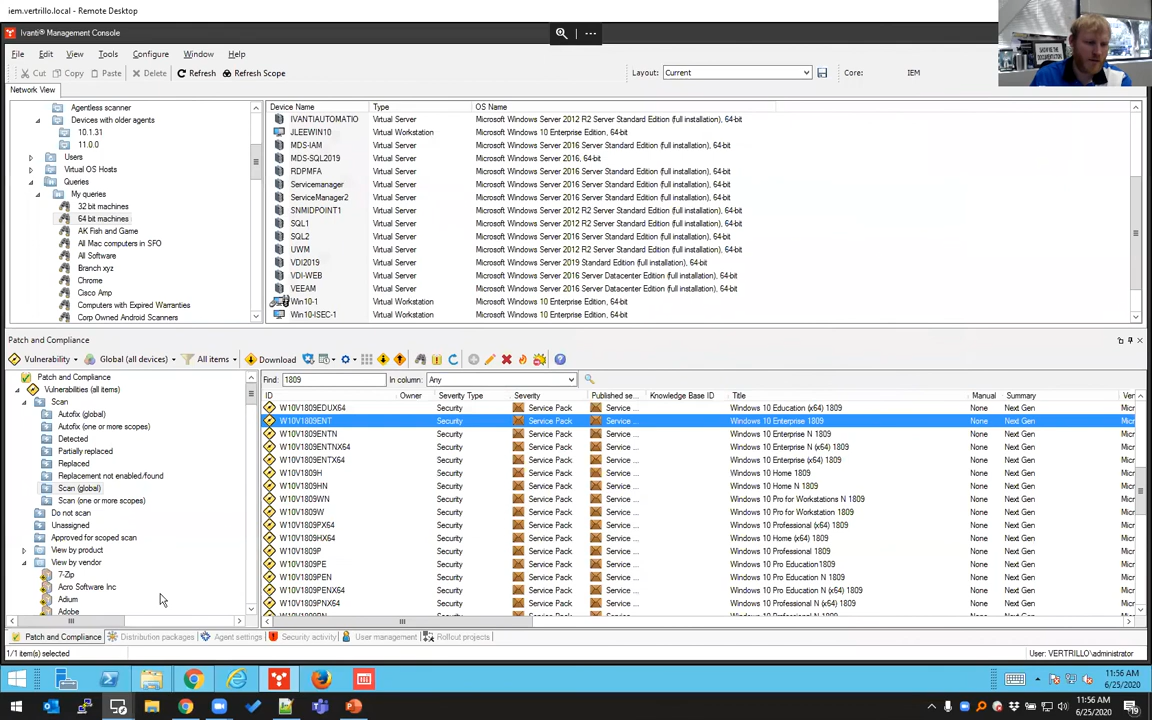 iem.vertrillo.local - Remote Desktop
Ivanti® Management Console
File Edit View Tools Configure Window Help
Cut Copy Paste Delete Refresh Refresh Scope Layout: Current Core: IEM
Network View
Agentless scanner
Devices with older agents
10.1.31
11.0.0
Users
Virtual OS Hosts
Queries
My queries
32 bit machines
64 bit machines
AK Fish and Game
All Mac computers in SFO
All Software
Branch xyz
Chrome
Cisco Amp
Computers with Expired Warranties
Corp Owned Android Scanners
Device Name Type OS Name
IVANTIAUTOMATIO Virtual Server Microsoft Windows Server 2012 R2 Server Standard Edition (full installation), 64-bit
JLEEWIN10 Virtual Workstation Microsoft Windows 10 Enterprise Edition, 64-bit
MDS-IAM Virtual Server Microsoft Windows Server 2016 Server Standard Edition (full installation), 64-bit
MDS-SQL2019 Virtual Server Microsoft Windows Server 2016, 64-bit
RDPMFA Virtual Server Microsoft Windows Server 2016 Server Standard Edition (full installation), 64-bit
Servicemanager Virtual Server Microsoft Windows Server 2016 Server Standard Edition (full installation), 64-bit
ServiceManager2 Virtual Server Microsoft Windows Server 2016 Server Standard Edition (full installation), 64-bit
SNMIDPOINT1 Virtual Server Microsoft Windows Server 2012 R2 Server Standard Edition (full installation), 64-bit
SQL1 Virtual Server Microsoft Windows Server 2012 R2 Server Standard Edition (full installation), 64-bit
SQL2 Virtual Server Microsoft Windows Server 2016 Server Standard Edition (full installation), 64-bit
UWM Virtual Server Microsoft Windows Server 2012 R2 Server Standard Edition (full installation), 64-bit
VDI2019 Virtual Server Microsoft Windows Server 2019 Standard Edition (full installation), 64-bit
VDI-WEB Virtual Server Microsoft Windows Server 2016 Server Datacenter Edition (full installation), 64-bit
VEEAM Virtual Server Microsoft Windows Server 2016 Server Datacenter Edition (full installation), 64-bit
Win10-1 Virtual Workstation Microsoft Windows 10 Enterprise Edition, 64-bit
Win10-ISEC-1 Virtual Workstation Microsoft Windows 10 Enterprise Edition, 64-bit
Patch and Compliance
Vulnerability Global (all devices) All items Download
Patch and Compliance
Vulnerabilities (all items)
Scan
Autofix (global)
Autofix (one or more scopes)
Detected
Partially replaced
Replaced
Replacement not enabled/found
Scan (global)
Scan (one or more scopes)
Do not scan
Unassigned
Approved for scoped scan
View by product
View by vendor
7-Zip
Acro Software Inc
Adium
Adobe
Find: 1809 In column: Any
ID Owner Severity Type Severity Published se... Knowledge Base ID Title Manual Summary
W10V1809EDUX64 Security Service Pack Service ... Windows 10 Education (x64) 1809 None Next Gen Micr
W10V1809ENT Security Service Pack Service ... Windows 10 Enterprise 1809 None Next Gen Micr
W10V1809ENTN Security Service Pack Service ... Windows 10 Enterprise N 1809 None Next Gen Micr
W10V1809ENTNX64 Security Service Pack Service ... Windows 10 Enterprise N (x64) 1809 None Next Gen Micr
W10V1809ENTX64 Security Service Pack Service ... Windows 10 Enterprise (x64) 1809 None Next Gen Micr
W10V1809H Security Service Pack Service ... Windows 10 Home 1809 None Next Gen Micr
W10V1809HN Security Service Pack Service ... Windows 10 Home N 1809 None Next Gen Micr
W10V1809WN Security Service Pack Service ... Windows 10 Pro for Workstations N 1809 None Next Gen Micr
W10V1809W Security Service Pack Service ... Windows 10 Pro for Workstations 1809 None Next Gen Micr
W10V1809PX64 Security Service Pack Service ... Windows 10 Professional (x64) 1809 None Next Gen Micr
W10V1809HX64 Security Service Pack Service ... Windows 10 Home (x64) 1809 None Next Gen Micr
W10V1809P Security Service Pack Service ... Windows 10 Professional 1809 None Next Gen Micr
W10V1809PE Security Service Pack Service ... Windows 10 Pro Education1809 None Next Gen Micr
W10V1809PEN Security Service Pack Service ... Windows 10 Pro Education N 1809 None Next Gen Micr
W10V1809PENX64 Security Service Pack Service ... Windows 10 Pro Education N (x64) 1809 None Next Gen Micr
W10V1809PNX64 Security Service Pack Service ... Windows 10 Professional N (x64) 1809 None Next Gen Micr
Patch and Compliance Distribution packages Agent settings Security activity User management Rollout projects
1/1 item(s) selected User: VERTRILLO\administrator
11:56 AM
6/25/2020
11:56 AM
6/25/2020
19